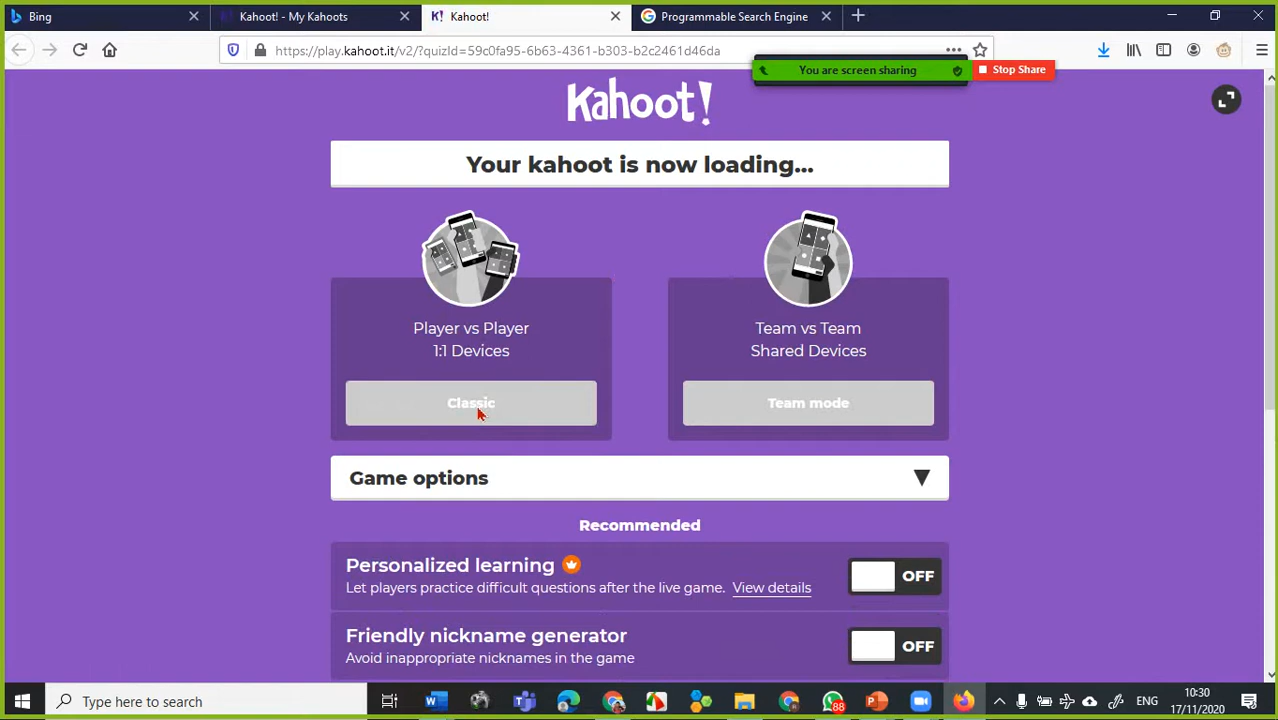 Bing
Kahoot! - My Kahoots
K! Kahoot!
Programmable Search Engine
https://play.kahoot.it/v2/?quizId=59c0fa95-6b63-4361-b303-b2c2461d46da
You are screen sharing
Stop Share
Kahoot!
Your kahoot is now loading...
Player vs Player
1:1 Devices
Classic
Team vs Team
Shared Devices
Team mode
Game options
Recommended
Personalized learning
Let players practice difficult questions after the live game. View details
OFF
Friendly nickname generator
Avoid inappropriate nicknames in the game
OFF
Type here to search
88
ENG
10:30
17/11/2020